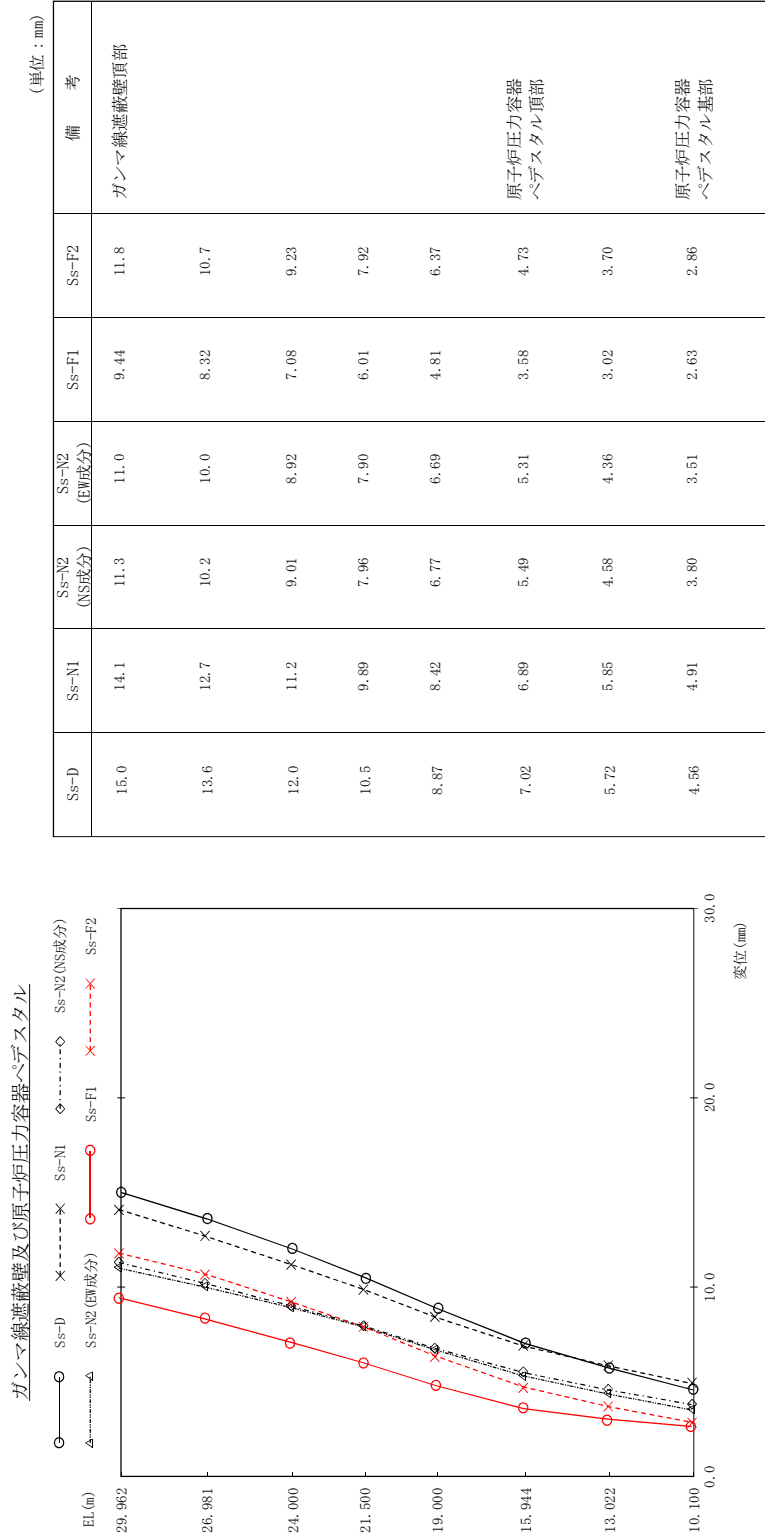 ガンマ線遮蔽壁及び原子炉圧力容器ペデスタル
Ss-D Ss-N1 Ss-N2(NS成分)
Ss-N2(EW成分) Ss-F1 Ss-F2
EL(m)
29.962
26.981
24.000
21.500
19.000
15.944
13.022
10.100
0.0 10.0 20.0 30.0
変位(mm)
(単位:mm)
Ss-D Ss-N1 Ss-N2 (NS成分) Ss-N2 (EW成分) Ss-F1 Ss-F2 備 考
15.0 14.1 11.3 11.0 9.44 11.8 ガンマ線遮蔽壁頂部
13.6 12.7 10.2 10.0 8.32 10.7
12.0 11.2 9.01 8.92 7.08 9.23
10.5 9.89 7.96 7.90 6.01 7.92
8.87 8.42 6.77 6.69 4.81 6.37
7.02 6.89 5.49 5.31 3.58 4.73 原子炉圧力容器
ペデスタル頂部
5.72 5.85 4.58 4.36 3.02 3.70
4.56 4.91 3.80 3.51 2.63 2.86 原子炉圧力容器
ペデスタル基部